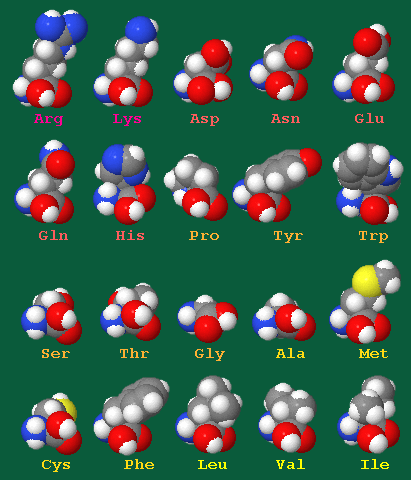 Arg Lys Asp Asn Glu
Gln His Pro Tyr Trp
Ser Thr Gly Ala Met
Cys Phe Leu Val Ile